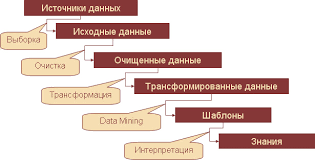 Источники данных
Выборка
Исходные данные
Очистка
Очищенные данные
Трансформация
Трансформированные данные
Data Mining
Шаблоны
Интерпретация
Знания